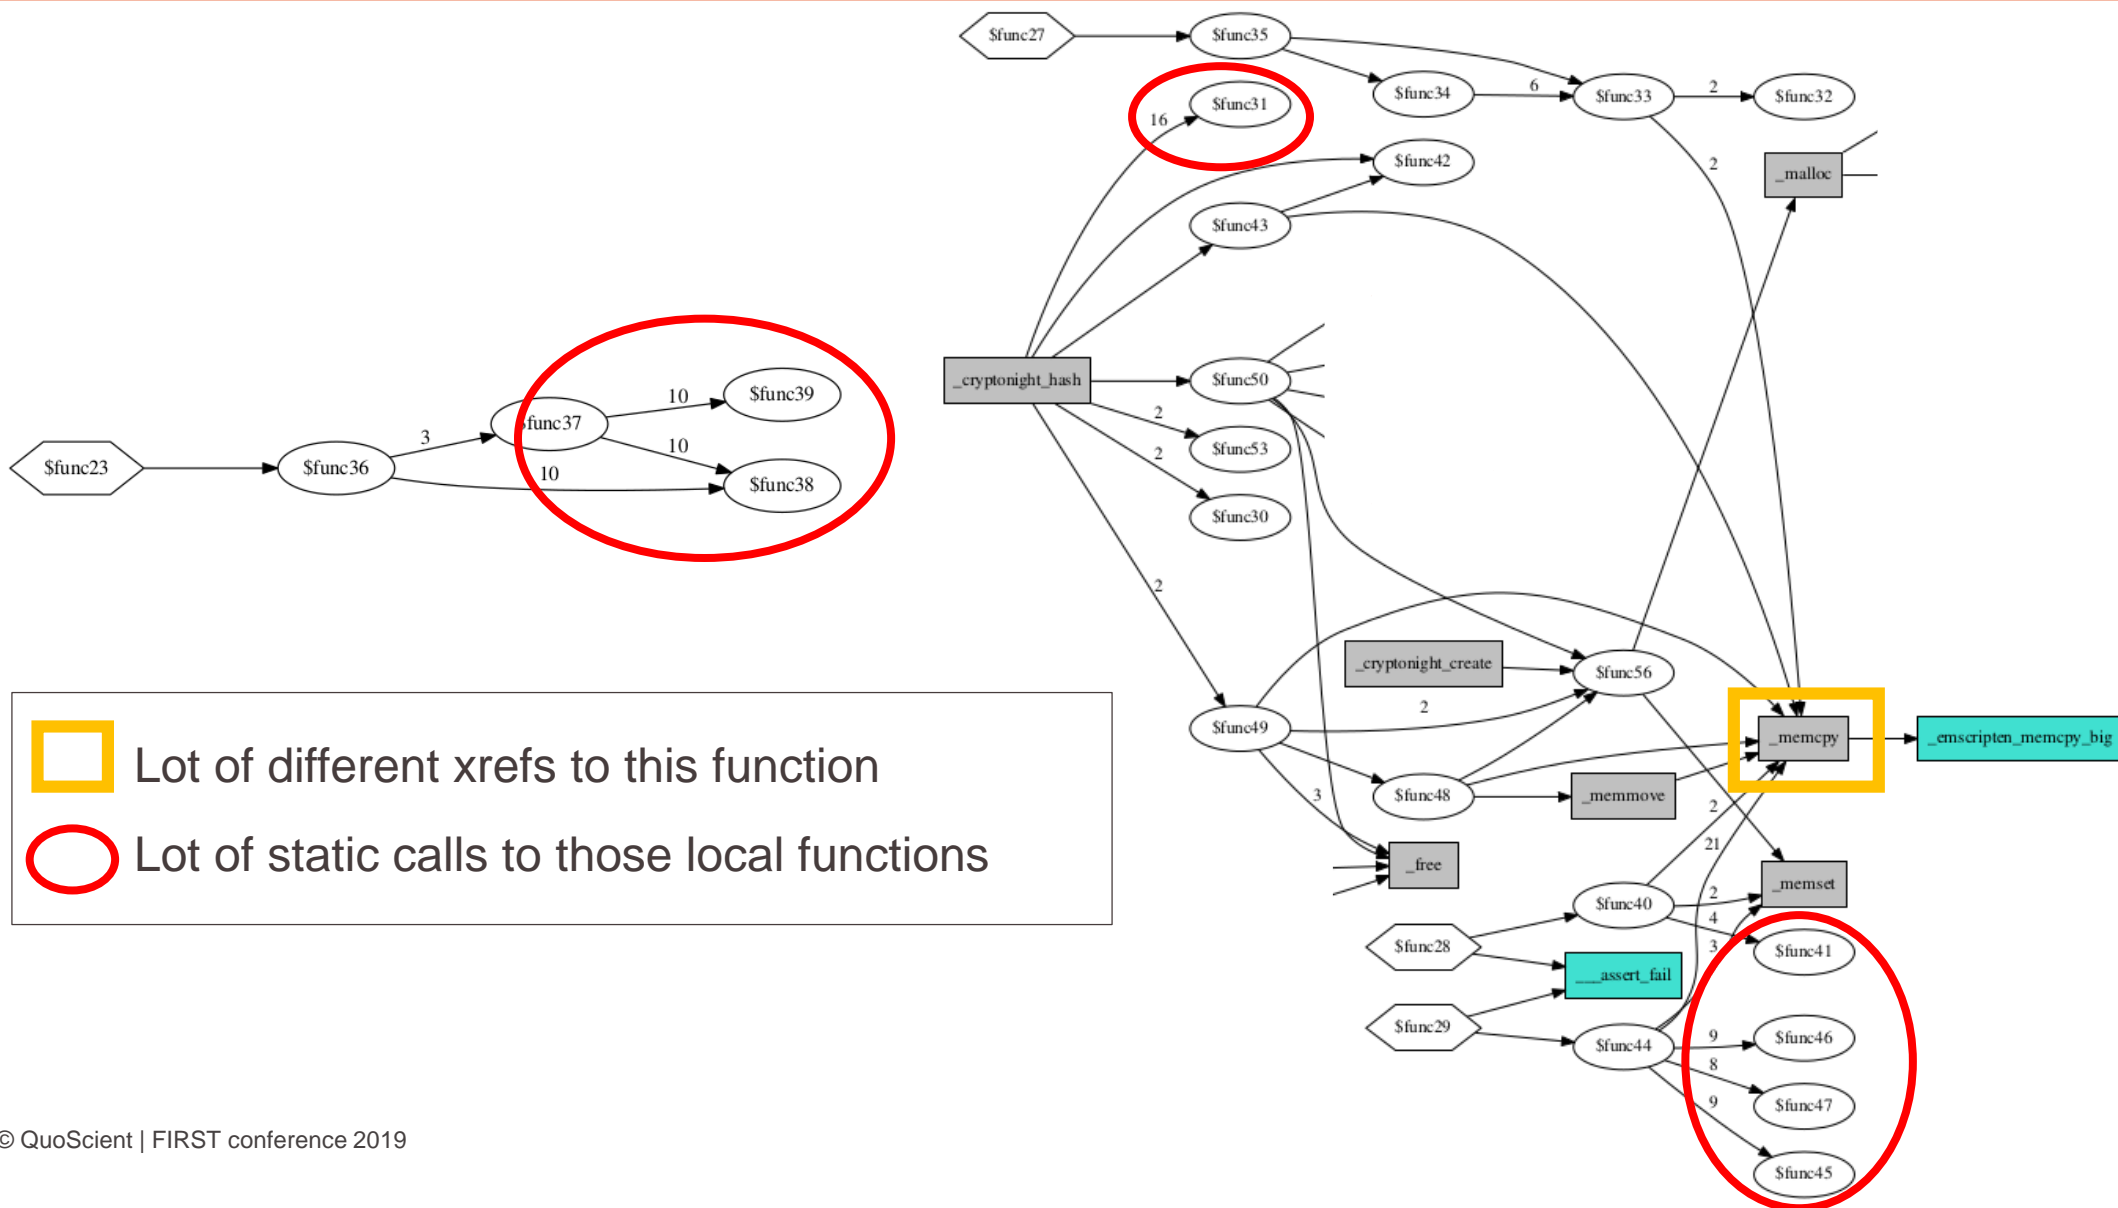 $func27
$func35
$func34
6
$func33
2
$func32
$func31
16
$func42
2
_malloc
$func43
_cryptonight_hash
$func50
2
$func53
2
$func30
$func23
$func36
3
$func37
10
$func39
10
10
$func38
2
_cryptonight_create
$func56
2
$func49
_memcpy
_emscripten_memcpy_big
$func48
_memmove
3
2
21
_free
_memset
$func40
2
4
3
$func41
$func28
___assert_fail
$func29
$func44
9
$func46
8
$func47
9
$func45
Lot of different xrefs to this function
Lot of static calls to those local functions
© QuoScient | FIRST conference 2019